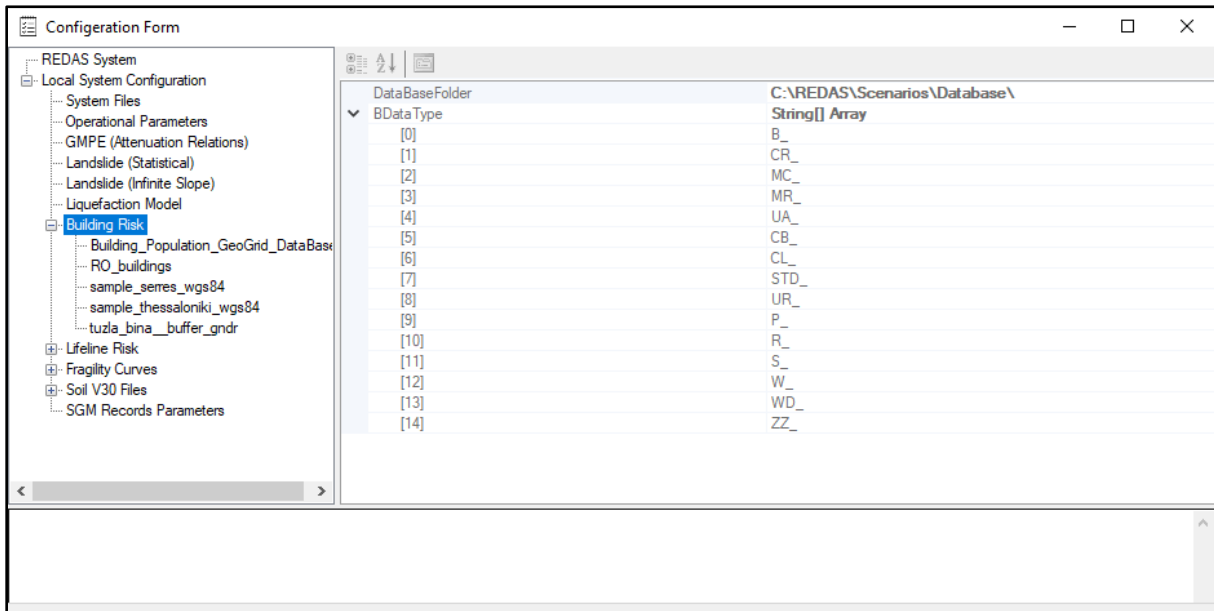 Configeration Form
REDAS System
Local System Configuration
System Files
Operational Parameters
GMPE (Attenuation Relations)
Landslide (Statistical)
Landslide (Infinite Slope)
Liquefaction Model
Building Risk
Building_Population_GeoGrid_DataBase
RO_buildings
sample_serres_wgs84
sample_thessaloniki_wgs84
tuzla_bina__buffer_gndr
Lifeline Risk
Fragility Curves
Soil V30 Files
SGM Records Parameters
DataBaseFolder C:\REDAS\Scenarios\Database\
BDataType String[] Array
[0] B_
[1] CR_
[2] MC_
[3] MR_
[4] UA_
[5] CB_
[6] CL_
[7] STD_
[8] UR_
[9] P_
[10] R_
[11] S_
[12] W_
[13] WD_
[14] ZZ_